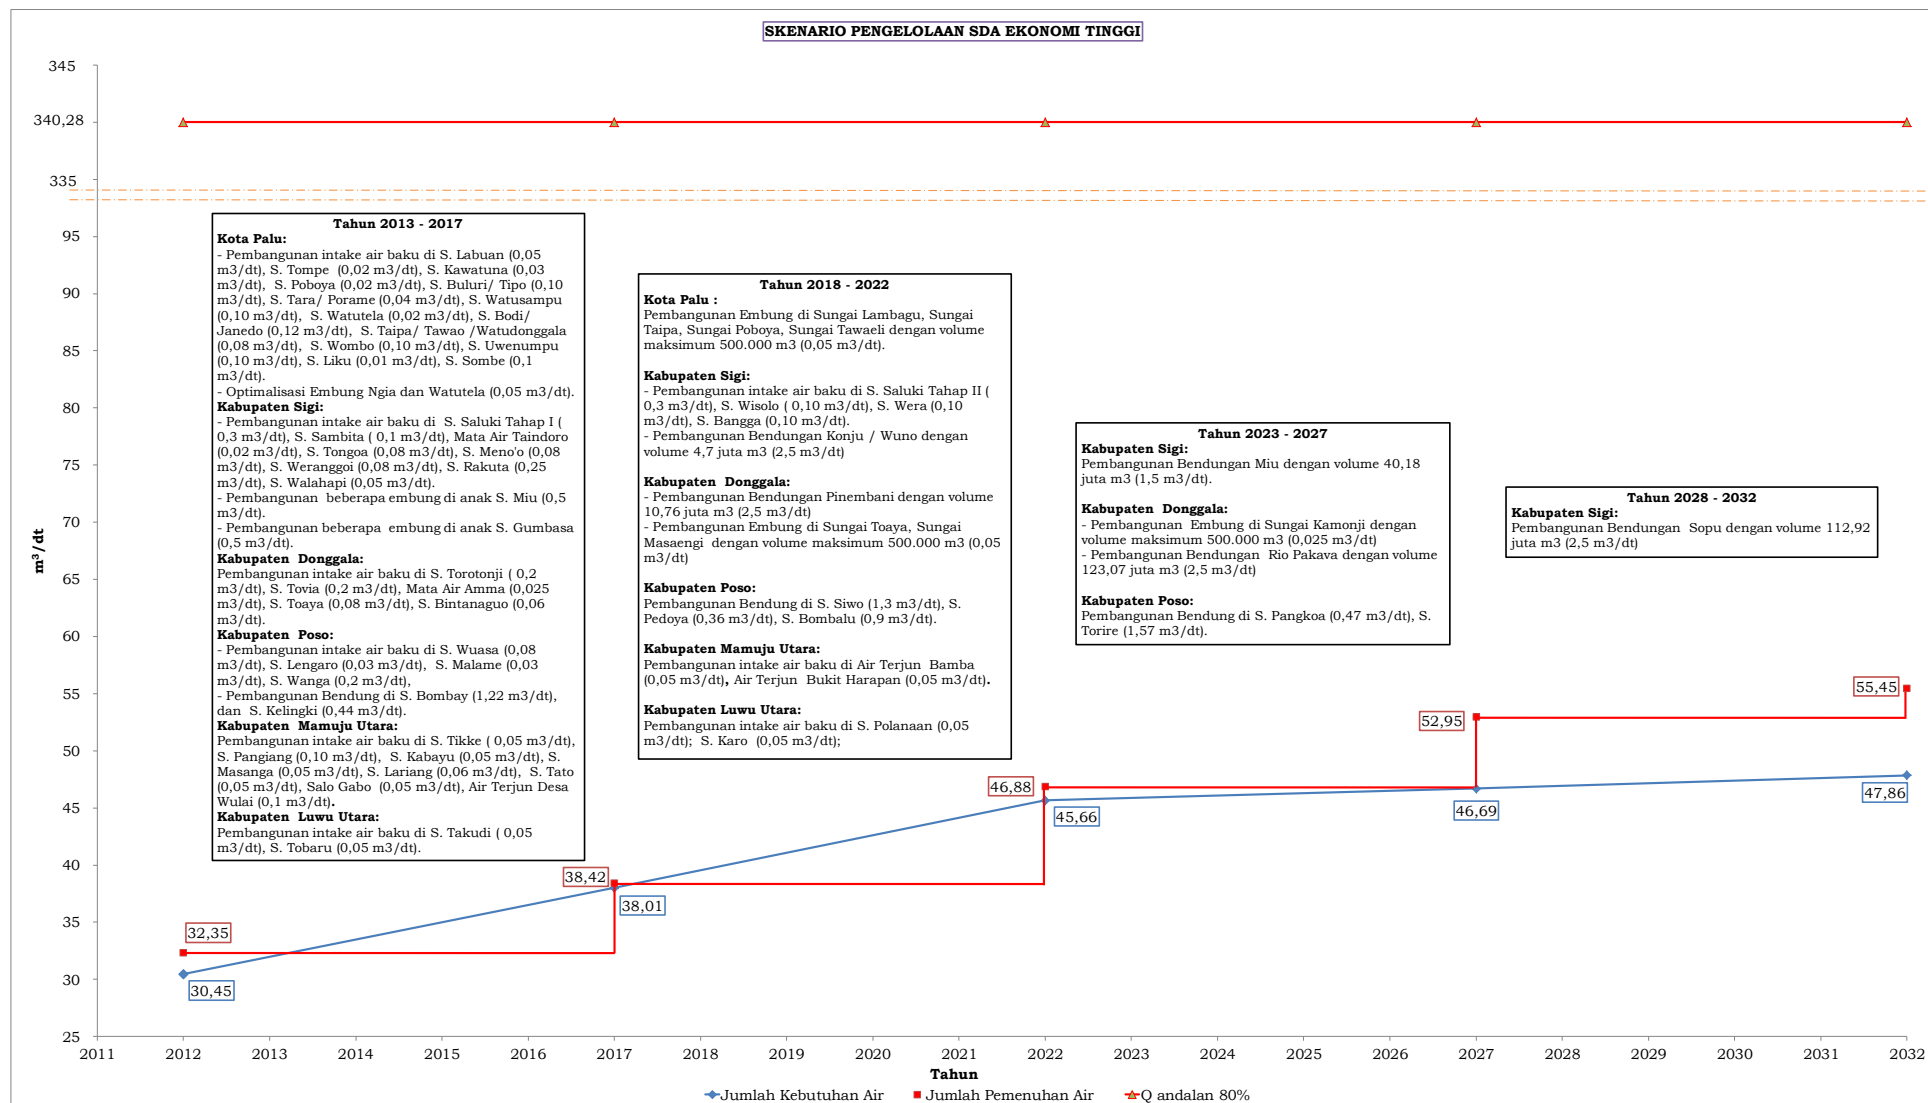 SKENARIO PENGELOLAAN SDA EKONOMI TINGGI
345
340,28
335
95
90
85
80
75
70
65
60
55
50
45
40
35
30
25
m³/dt
Tahun 2013 - 2017
Kota Palu:
- Pembangunan intake air baku di S. Labuan (0,05
m3/dt), S. Tompe (0,02 m3/dt), S. Kawatuna (0,03
m3/dt), S. Poboya (0,02 m3/dt), S. Buluri/ Tipo (0,10
m3/dt), S. Tara/ Porame (0,04 m3/dt), S. Watusampu
(0,10 m3/dt), S. Watutela (0,02 m3/dt), S. Bodi/
Janedo (0,12 m3/dt), S. Taipa/ Tawao /Watudonggala
(0,08 m3/dt), S. Wombo (0,10 m3/dt), S. Uwenumpu
(0,10 m3/dt), S. Liku (0,01 m3/dt), S. Sombe (0,1
m3/dt).
- Optimalisasi Embung Ngia dan Watutela (0,05 m3/dt).
Kabupaten Sigi:
- Pembangunan intake air baku di S. Saluki Tahap I (
0,3 m3/dt), S. Sambita ( 0,1 m3/dt), Mata Air Taindoro
(0,02 m3/dt), S. Tongoa (0,08 m3/dt), S. Meno'o (0,08
m3/dt), S. Weranggoi (0,08 m3/dt), S. Rakuta (0,25
m3/dt), S. Walahapi (0,05 m3/dt).
- Pembangunan beberapa embung di anak S. Miu (0,5
m3/dt).
- Pembangunan beberapa embung di anak S. Gumbasa
(0,5 m3/dt).
Kabupaten Donggala:
Pembangunan intake air baku di S. Torotonji ( 0,2
m3/dt), S. Tovia (0,2 m3/dt), Mata Air Amma (0,025
m3/dt), S. Toaya (0,08 m3/dt), S. Bintanaguo (0,06
m3/dt).
Kabupaten Poso:
- Pembangunan intake air baku di S. Wuasa (0,08
m3/dt), S. Lengaro (0,03 m3/dt), S. Malame (0,03
m3/dt), S. Wanga (0,2 m3/dt),
- Pembangunan Bendung di S. Bombay (1,22 m3/dt),
dan S. Kelingki (0,44 m3/dt).
Kabupaten Mamuju Utara:
Pembangunan intake air baku di S. Tikke ( 0,05 m3/dt),
S. Pangiang (0,10 m3/dt), S. Kabayu (0,05 m3/dt), S.
Masanga (0,05 m3/dt), S. Lariang (0,06 m3/dt), S. Tato
(0,05 m3/dt), Salo Gabo (0,05 m3/dt), Air Terjun Desa
Wulai (0,1 m3/dt).
Kabupaten Luwu Utara:
Pembangunan intake air baku di S. Takudi ( 0,05
m3/dt), S. Tobaru (0,05 m3/dt).
Tahun 2018 - 2022
Kota Palu :
Pembangunan Embung di Sungai Lambagu, Sungai
Taipa, Sungai Poboya, Sungai Tawaeli dengan volume
maksimum 500.000 m3 (0,05 m3/dt).
Kabupaten Sigi:
- Pembangunan intake air baku di S. Saluki Tahap II (
0,3 m3/dt), S. Wisolo ( 0,10 m3/dt), S. Wera (0,10
m3/dt), S. Bangga (0,10 m3/dt).
- Pembangunan Bendungan Konju / Wuno dengan
volume 4,7 juta m3 (2,5 m3/dt)
Kabupaten Donggala:
- Pembangunan Bendungan Pinembani dengan volume
10,76 juta m3 (2,5 m3/dt)
- Pembangunan Embung di Sungai Toaya, Sungai
Masaengi dengan volume maksimum 500.000 m3 (0,05
m3/dt)
Kabupaten Poso:
Pembangunan Bendung di S. Siwo (1,3 m3/dt), S.
Pedoya (0,36 m3/dt), S. Bombalu (0,9 m3/dt).
Kabupaten Mamuju Utara:
Pembangunan intake air baku di Air Terjun Bamba
(0,05 m3/dt), Air Terjun Bukit Harapan (0,05 m3/dt).
Kabupaten Luwu Utara:
Pembangunan intake air baku di S. Polanaan (0,05
m3/dt); S. Karo (0,05 m3/dt);
Tahun 2023 - 2027
Kabupaten Sigi:
Pembangunan Bendungan Miu dengan volume 40,18
juta m3 (1,5 m3/dt).
Kabupaten Donggala:
- Pembangunan Embung di Sungai Kamonji dengan
volume maksimum 500.000 m3 (0,025 m3/dt)
- Pembangunan Bendungan Rio Pakava dengan volume
123,07 juta m3 (2,5 m3/dt)
Kabupaten Poso:
Pembangunan Bendung di S. Pangkoa (0,47 m3/dt), S.
Torire (1,57 m3/dt).
Tahun 2028 - 2032
Kabupaten Sigi:
Pembangunan Bendungan Sopu dengan volume 112,92
juta m3 (2,5 m3/dt)
32,35
30,45
38,42
38,01
46,88
45,66
52,95
46,69
55,45
47,86
2011 2012 2013 2014 2015 2016 2017 2018 2019 2020 2021 2022 2023 2024 2025 2026 2027 2028 2029 2030 2031 2032
Tahun
Jumlah Kebutuhan Air Jumlah Pemenuhan Air Q andalan 80%